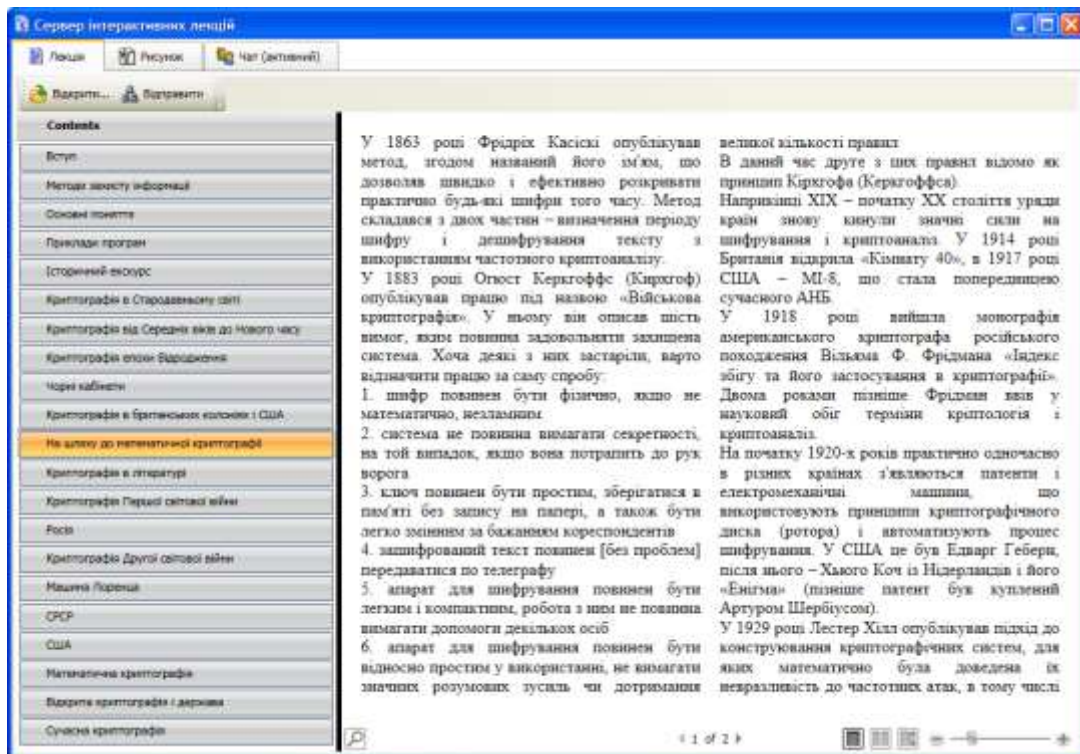 Сервер інтерактивних лекцій
Лекція
Рисунок
Чат (активний)
Відкрити...
Відправити
Contents
Вступ
Методи захисту інформації
Основні поняття
Приклади програм
Історичний екскурс
Криптографія в Стародавньому світі
Криптографія від Середніх віків до Нового часу
Криптографія епохи Відродження
Чорні кабінети
Криптографія в британських колоніях і США
На шляху до математичної криптографії
Криптографія в літературі
Криптографія Першої світової війни
Росія
Криптографія Другої світової війни
Машина Лоренца
СРСР
США
Математична криптографія
Відкрита криптографія і держава
Сучасна криптографія
У 1863 році Фрідріх Касіскі опублікував
метод, згодом названий його ім'ям, що
дозволяв швидко і ефективно розкривати
практично будь-які шифри того часу. Метод
складався з двох частин – визначення періоду
шифру і дешифрування тексту з
використанням частотного криптоаналізу.
У 1883 році Огюст Керкгоффс (Кирхгоф)
опублікував працю під назвою «Військова
криптографія». У ньому він описав шість
вимог, яким повинна задовольняти захищена
система. Хоча деякі з них застаріли, варто
відзначити працю за саму спробу:
1. шифр повинен бути фізично, якщо не
математично, незламним
2. система не повинна вимагати секретності,
на той випадок, якщо вона потрапить до рук
ворога
3. ключ повинен бути простим, зберігатися в
пам'яті без запису на папері, а також бути
легко змінним за бажанням кореспондентів
4. зашифрований текст повинен [без проблем]
передаватися по телеграфу
5. апарат для шифрування повинен бути
легким і компактним, робота з ним не повинна
вимагати допомоги декількох осіб
6. апарат для шифрування повинен бути
відносно простим у використанні, не вимагати
значних розумових зусиль чи дотримання
великої кількості правил
В даний час друге з цих правил відомо як
принцип Кірхгофа (Керкгоффса).
Наприкінці XIX – початку XX століття уряди
країн знову кинули значні сили на
шифрування і криптоаналіз. У 1914 році
Британія відкрила «Кімнату 40», в 1917 році
США – MI-8, що стала попередницею
сучасного АНБ.
У 1918 році вийшла монографія
американського криптографа російського
походження Вільяма Ф. Фрідмана «Індекс
збігу та його застосування в криптографії».
Двома роками пізніше Фрідман ввів у
науковий обіг терміни кріптологія і
криптоаналіз.
На початку 1920-х років практично одночасно
в різних країнах з'являються патенти і
електромеханічні машини, що
використовують принципи криптографічного
диска (ротора) і автоматизують процес
шифрування. У США це був Едварг Геберн,
після нього – Хьюго Коч із Нідерландів і його
«Енігма» (пізніше патент був куплений
Артуром Шербіусом).
У 1929 році Лестер Хілл опублікував підхід до
конструювання криптографічних систем, для
яких математично була доведена їх
невразливість до частотних атак, в тому числі
1 of 2